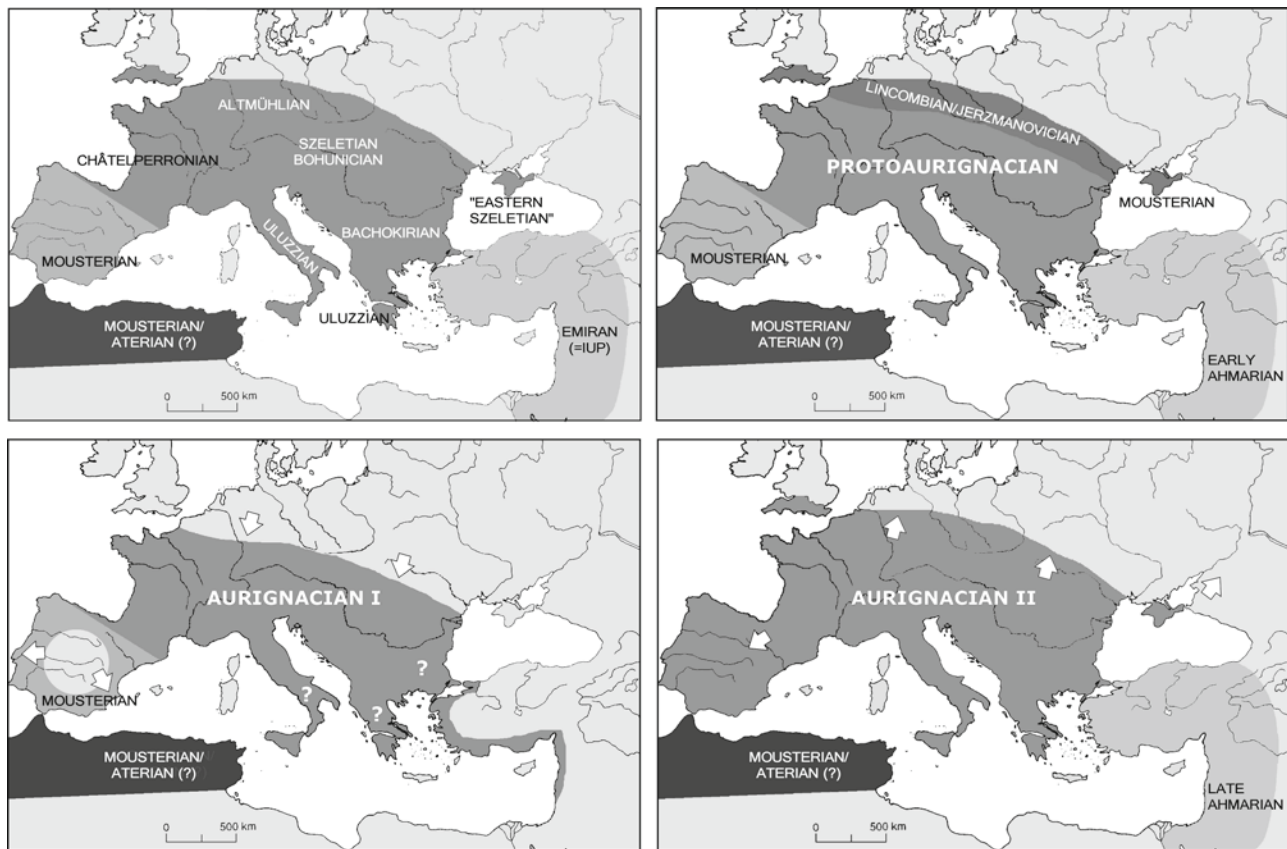 ALTMÜHLIAN
SZELETIAN
BOHUNICIAN
CHÂTELPERRONIAN
"EASTERN
SZELETIAN"
ULUZZIAN
BACHOKIRIAN
MOUSTERIAN
ULUZZIAN
MOUSTERIAN/
ATERIAN (?)
EMIRAN
(=IUP)
0 500 km
LINCOMBIAN/JERZMANOVICIAN
PROTOAURIGNACIAN
MOUSTERIAN
MOUSTERIAN
MOUSTERIAN/
ATERIAN (?)
EARLY
AHMARIAN
0 500 km
AURIGNACIAN I
?
?
?
MOUSTERIAN
MOUSTERIAN/
ATERIAN (?)
0 500 km
AURIGNACIAN II
MOUSTERIAN/
ATERIAN (?)
LATE
AHMARIAN
0 500 km